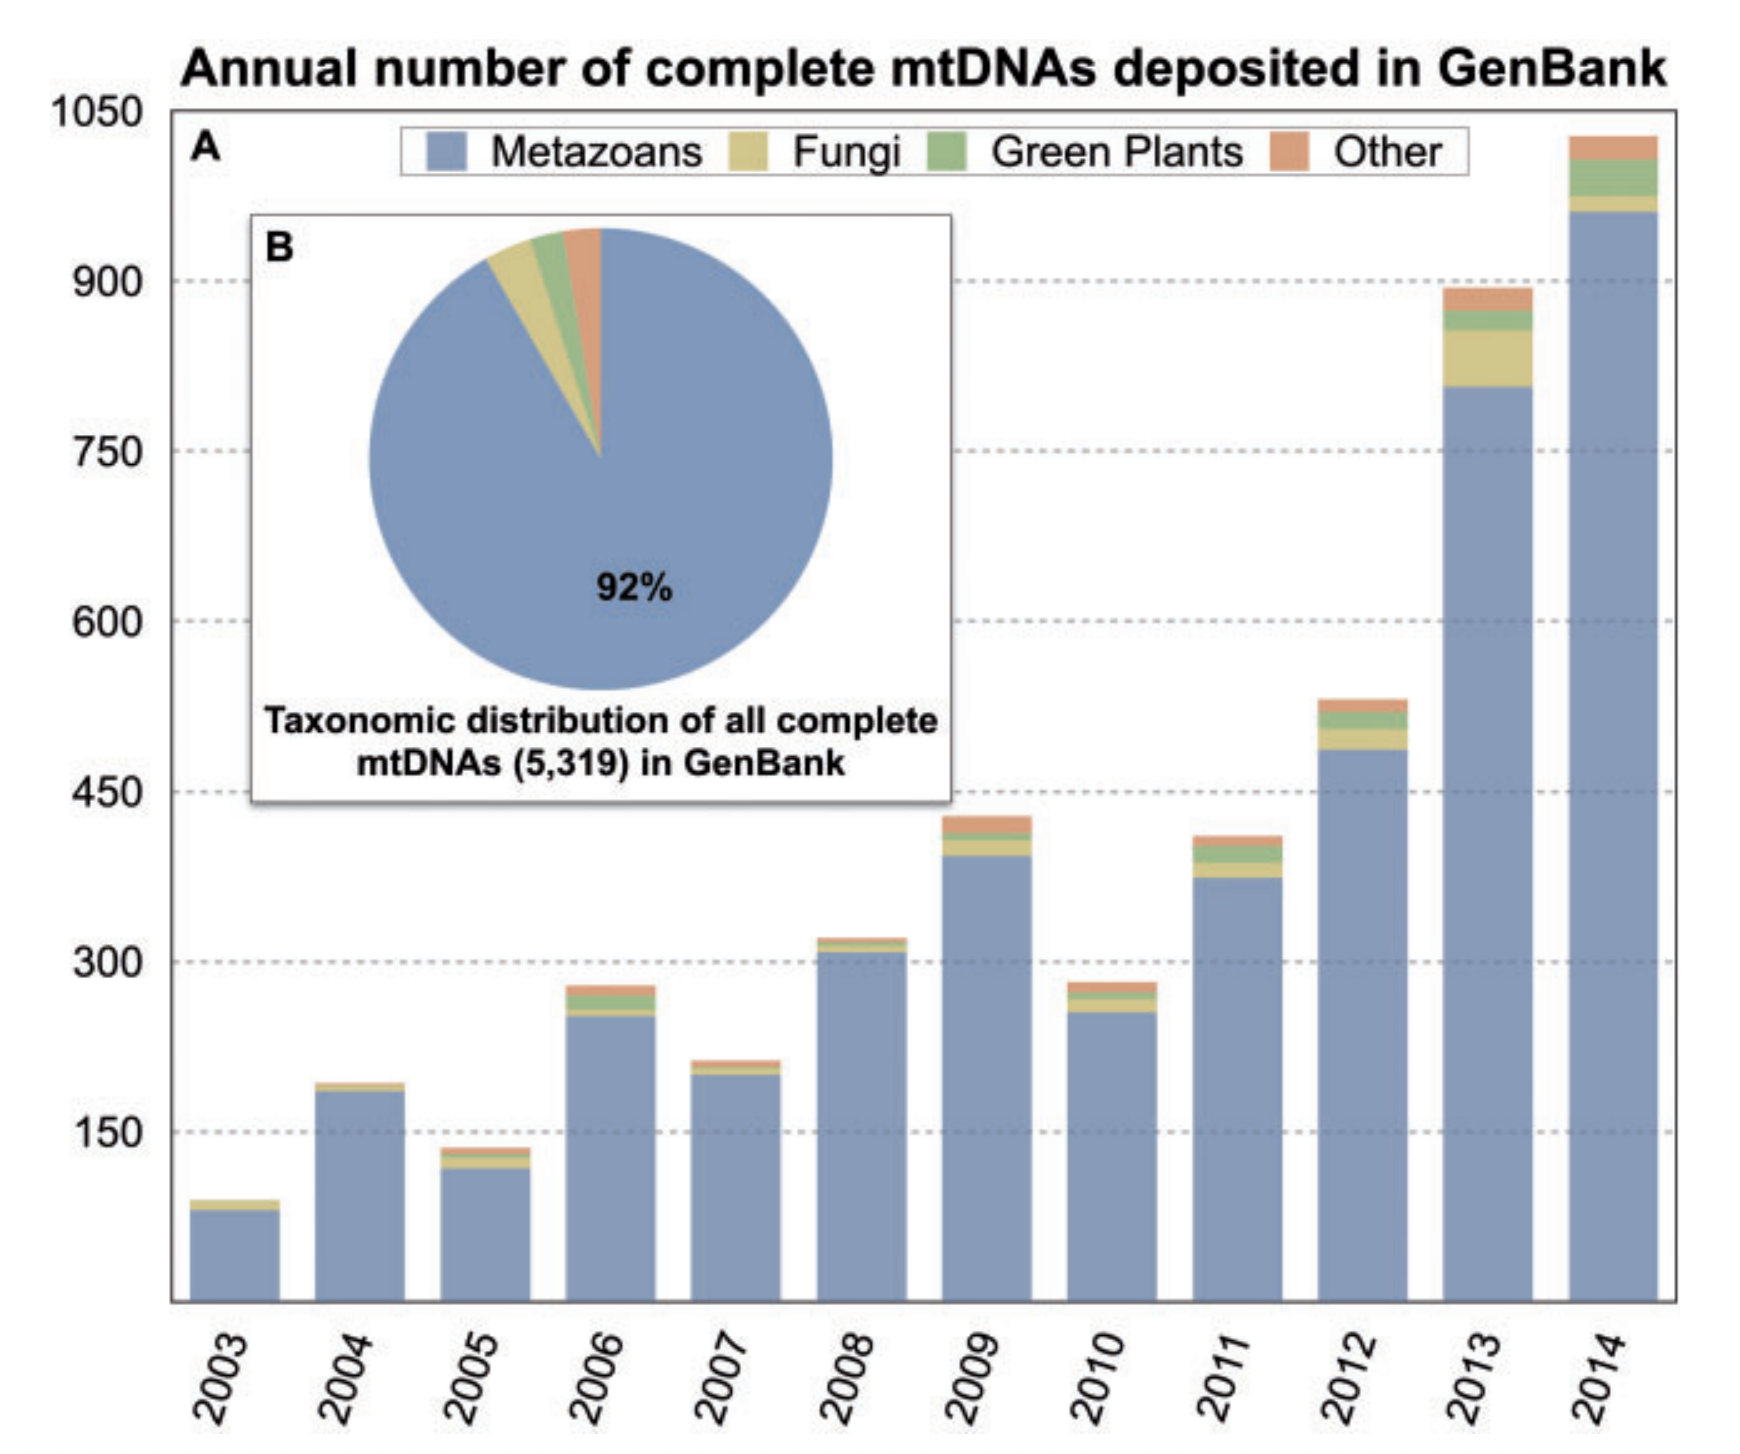 Annual number of complete mtDNAs deposited in GenBank
1050
A
Metazoans Fungi Green Plants Other
B
900
750
92%
600
Taxonomic distribution of all complete
mtDNAs (5,319) in GenBank
450
300
150
2003 2004 2005 2006 2007 2008 2009 2010 2011 2012 2013 2014